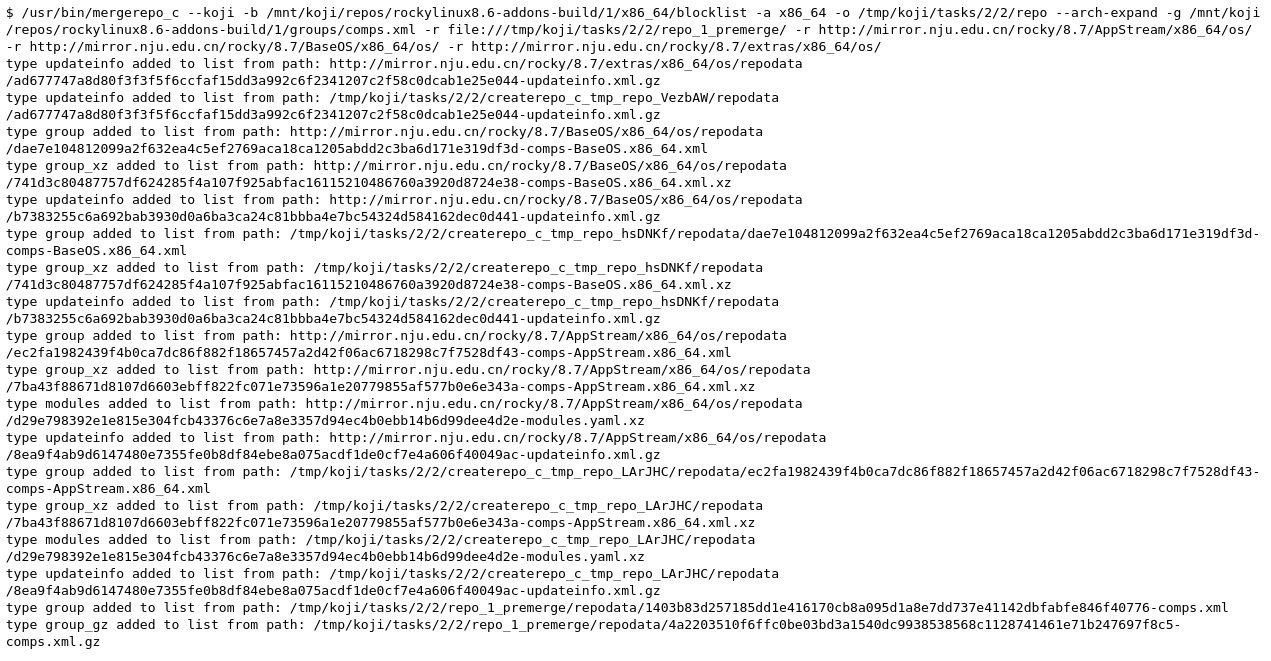 $ /usr/bin/mergerepo_c --koji -b /mnt/koji/repos/rockylinux8.6-addons-build/1/x86_64/blocklist -a x86_64 -o /tmp/koji/tasks/2/2/repo --arch-expand -g /mnt/koji
/repos/rockylinux8.6-addons-build/1/groups/comps.xml -r file:///tmp/koji/tasks/2/2/repo_1_premerge/ -r http://mirror.nju.edu.cn/rocky/8.7/AppStream/x86_64/os/
-r http://mirror.nju.edu.cn/rocky/8.7/BaseOS/x86_64/os/ -r http://mirror.nju.edu.cn/rocky/8.7/extras/x86_64/os/
type updateinfo added to list from path: http://mirror.nju.edu.cn/rocky/8.7/extras/x86_64/os/repodata
/ad677747a8d80f3f3f5f6ccfaf15dd3a992c6f2341207c2f58c0dcab1e25e044-updateinfo.xml.gz
type updateinfo added to list from path: /tmp/koji/tasks/2/2/createrepo_c_tmp_repo_VezbAW/repodata
/ad677747a8d80f3f3f5f6ccfaf15dd3a992c6f2341207c2f58c0dcab1e25e044-updateinfo.xml.gz
type group added to list from path: http://mirror.nju.edu.cn/rocky/8.7/BaseOS/x86_64/os/repodata
/dae7e104812099a2f632ea4c5ef2769aca18ca1205abdd2c3ba6d171e319df3d-comps-BaseOS.x86_64.xml
type group_xz added to list from path: http://mirror.nju.edu.cn/rocky/8.7/BaseOS/x86_64/os/repodata
/741d3c80487757df624285f4a107f925abfac16115210486760a3920d8724e38-comps-BaseOS.x86_64.xml.xz
type updateinfo added to list from path: http://mirror.nju.edu.cn/rocky/8.7/BaseOS/x86_64/os/repodata
/b7383255c6a692bab3930d0a6ba3ca24c81bbba4e7bc54324d584162dec0d441-updateinfo.xml.gz
type group added to list from path: /tmp/koji/tasks/2/2/createrepo_c_tmp_repo_hsDNKf/repodata/dae7e104812099a2f632ea4c5ef2769aca18ca1205abdd2c3ba6d171e319df3d-
comps-BaseOS.x86_64.xml
type group_xz added to list from path: /tmp/koji/tasks/2/2/createrepo_c_tmp_repo_hsDNKf/repodata
/741d3c80487757df624285f4a107f925abfac16115210486760a3920d8724e38-comps-BaseOS.x86_64.xml.xz
type updateinfo added to list from path: /tmp/koji/tasks/2/2/createrepo_c_tmp_repo_hsDNKf/repodata
/b7383255c6a692bab3930d0a6ba3ca24c81bbba4e7bc54324d584162dec0d441-updateinfo.xml.gz
type group added to list from path: http://mirror.nju.edu.cn/rocky/8.7/AppStream/x86_64/os/repodata
/ec2fa1982439f4b0ca7dc86f882f18657457a2d42f06ac6718298c7f7528df43-comps-AppStream.x86_64.xml
type group_xz added to list from path: http://mirror.nju.edu.cn/rocky/8.7/AppStream/x86_64/os/repodata
/7ba43f88671d8107d6603ebff822fc071e73596a1e20779855af577b0e6e343a-comps-AppStream.x86_64.xml.xz
type modules added to list from path: http://mirror.nju.edu.cn/rocky/8.7/AppStream/x86_64/os/repodata
/d29e798392e1e815e304fcb43376c6e7a8e3357d94ec4b0ebb14b6d99dee4d2e-modules.yaml.xz
type updateinfo added to list from path: http://mirror.nju.edu.cn/rocky/8.7/AppStream/x86_64/os/repodata
/8ea9f4ab9d6147480e7355fe0b8df84ebe8a075acdf1de0cf7e4a606f40049ac-updateinfo.xml.gz
type group added to list from path: /tmp/koji/tasks/2/2/createrepo_c_tmp_repo_LArJHC/repodata/ec2fa1982439f4b0ca7dc86f882f18657457a2d42f06ac6718298c7f7528df43-
comps-AppStream.x86_64.xml
type group_xz added to list from path: /tmp/koji/tasks/2/2/createrepo_c_tmp_repo_LArJHC/repodata
/7ba43f88671d8107d6603ebff822fc071e73596a1e20779855af577b0e6e343a-comps-AppStream.x86_64.xml.xz
type modules added to list from path: /tmp/koji/tasks/2/2/createrepo_c_tmp_repo_LArJHC/repodata
/d29e798392e1e815e304fcb43376c6e7a8e3357d94ec4b0ebb14b6d99dee4d2e-modules.yaml.xz
type updateinfo added to list from path: /tmp/koji/tasks/2/2/createrepo_c_tmp_repo_LArJHC/repodata
/8ea9f4ab9d6147480e7355fe0b8df84ebe8a075acdf1de0cf7e4a606f40049ac-updateinfo.xml.gz
type group added to list from path: /tmp/koji/tasks/2/2/repo_1_premerge/repodata/1403b83d257185dd1e416170cb8a095d1a8e7dd737e41142dbfabfe846f40776-comps.xml
type group_gz added to list from path: /tmp/koji/tasks/2/2/repo_1_premerge/repodata/4a2203510f6ffc0be03bd3a1540dc9938538568c1128741461e71b247697f8c5-
comps.xml.gz